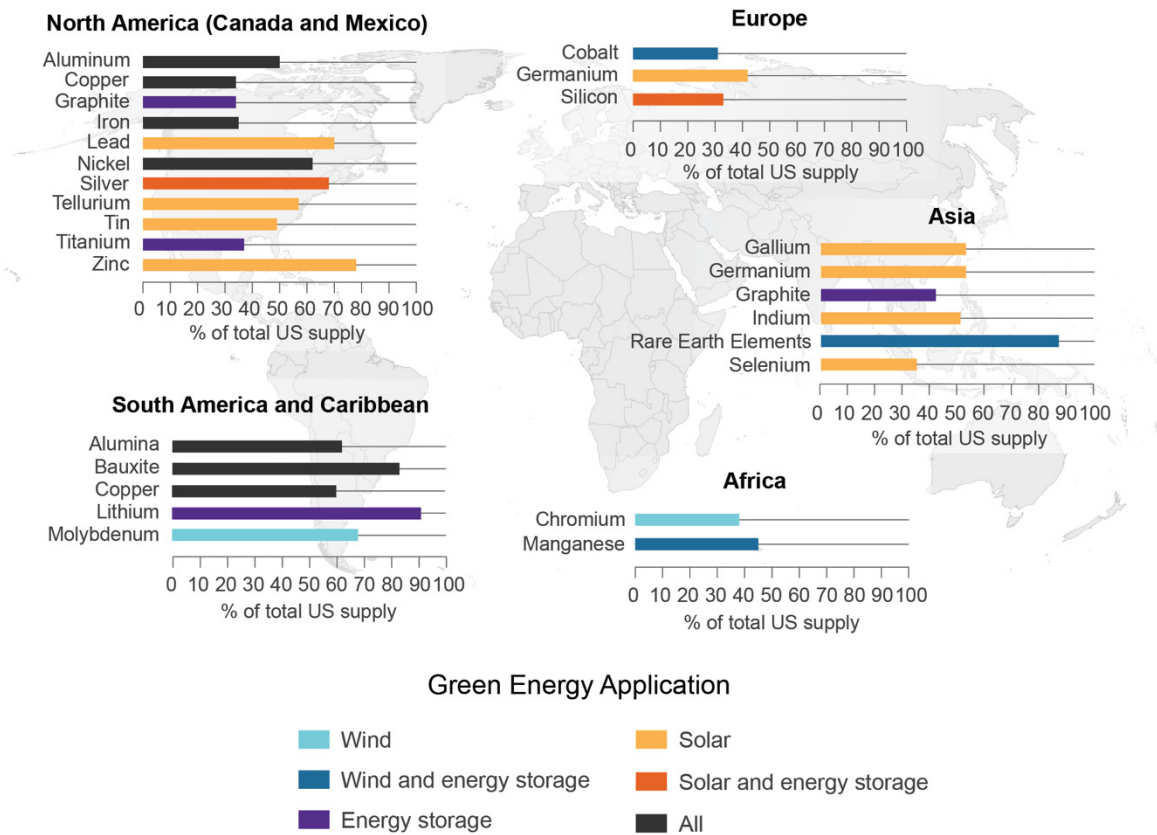 North America (Canada and Mexico)
Aluminum
Copper
Graphite
Iron
Lead
Nickel
Silver
Tellurium
Tin
Titanium
Zinc
0 10 20 30 40 50 60 70 80 90 100
% of total US supply
Europe
Cobalt
Germanium
Silicon
0 10 20 30 40 50 60 70 80 90 100
% of total US supply
Asia
Gallium
Germanium
Graphite
Indium
Rare Earth Elements
Selenium
0 10 20 30 40 50 60 70 80 90 100
% of total US supply
South America and Caribbean
Alumina
Bauxite
Copper
Lithium
Molybdenum
0 10 20 30 40 50 60 70 80 90 100
% of total US supply
Africa
Chromium
Manganese
0 10 20 30 40 50 60 70 80 90 100
% of total US supply
Green Energy Application
Wind
Wind and energy storage
Energy storage
Solar
Solar and energy storage
All